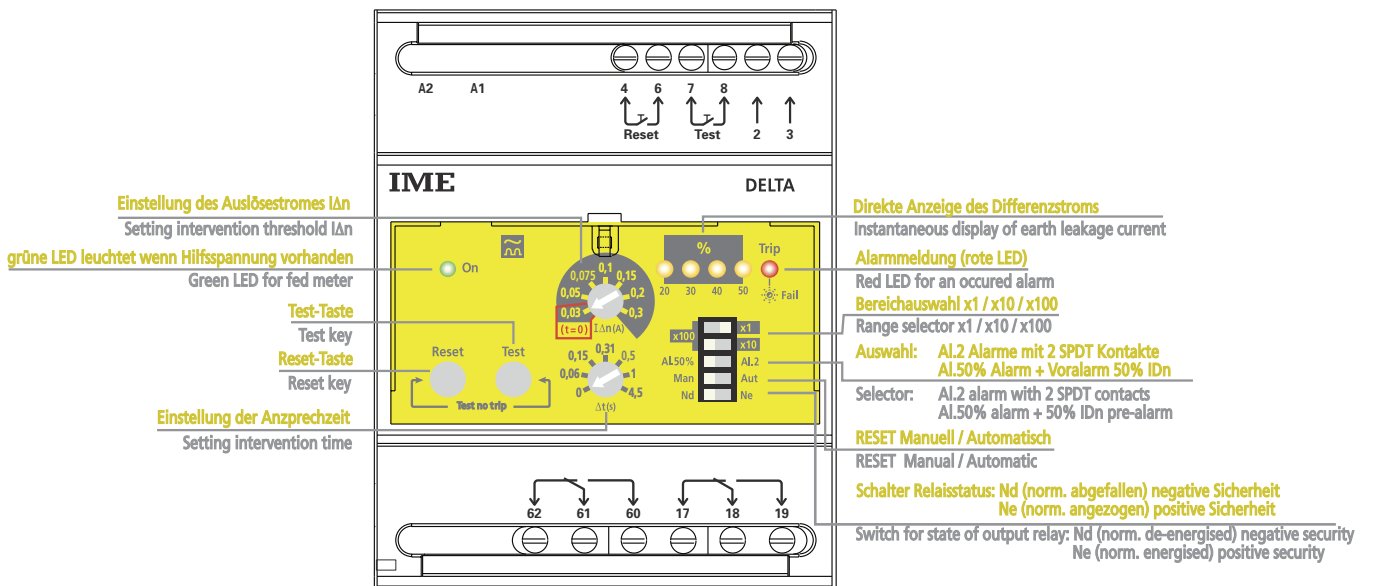 A2 A1 4 6 7 8
Reset Test 2 3
IME DELTA
Einstellung des Auslösestromes IΔn
Setting intervention threshold IΔn
grüne LED leuchtet wenn Hilfsspannung vorhanden
Green LED for fed meter
Test-Taste
Test key
Reset-Taste
Reset key
Einstellung der Anzprechzeit
Setting intervention time
On
0,03 0,05 0,075 0,1 0,15 0,2 0,3
(t=0) IΔn(A)
% Trip
20 30 40 50 Fail
x100 x1
x10
Al.50% Al.2
Man Aut
Nd Ne
Reset Test
Test no trip
0 0,06 0,15 0,31 0,5 1 4,5
Δt(s)
Direkte Anzeige des Differenzstroms
Instantaneous display of earth leakage current
Alarmmeldung (rote LED)
Red LED for an occured alarm
Bereichauswahl x1 / x10 / x100
Range selector x1 / x10 / x100
Auswahl: Al.2 Alarme mit 2 SPDT Kontakte
Al.50% Alarm + Voralarm 50% IDn
Selector: Al.2 alarm with 2 SPDT contacts
Al.50% alarm + 50% IDn pre-alarm
RESET Manuell / Automatisch
RESET Manual / Automatic
Schalter Relaisstatus: Nd (norm. abgefallen) negative Sicherheit
Ne (norm. angezogen) positive Sicherheit
Switch for state of output relay: Nd (norm. de-energised) negative security
Ne (norm. energised) positive security
62 61 60 17 18 19